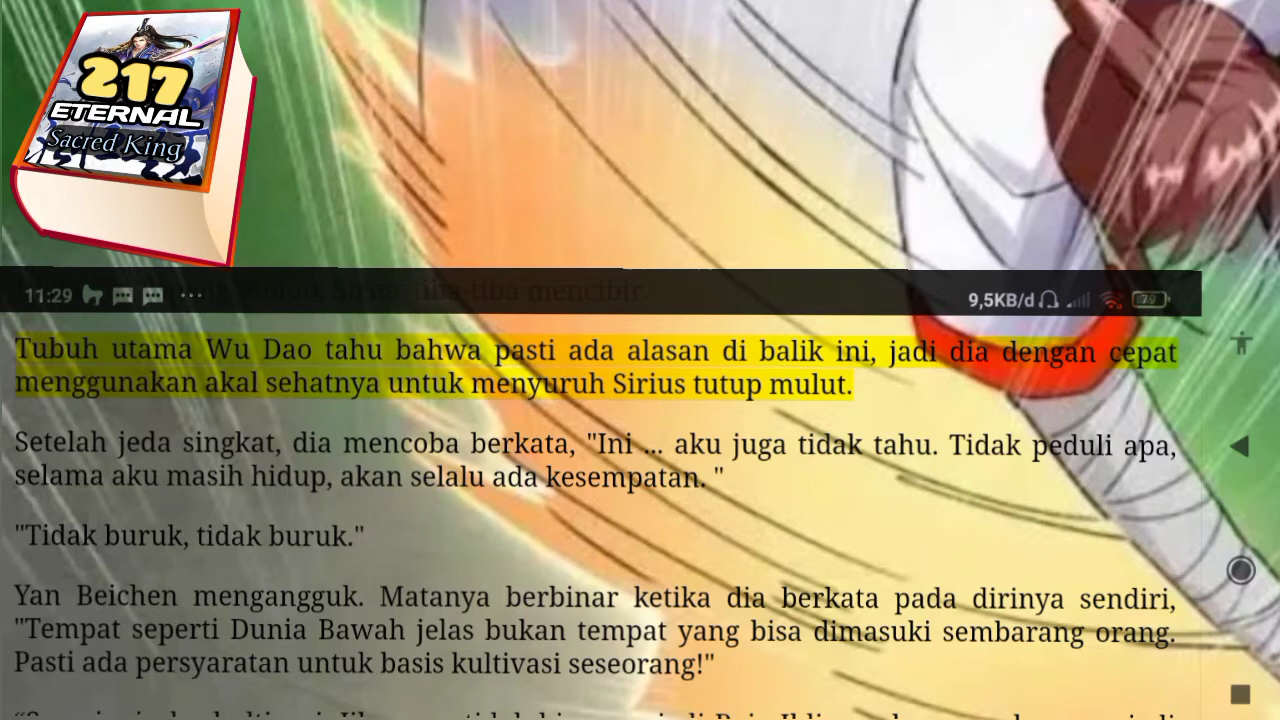 217
ETERNAL
Sacred King
tiba-tiba mencibir.
11:29
9,5KB/d
79
Tubuh utama Wu Dao tahu bahwa pasti ada alasan di balik ini, jadi dia dengan cepat
menggunakan akal sehatnya untuk menyuruh Sirius tutup mulut.
Setelah jeda singkat, dia mencoba berkata, "Ini ... aku juga tidak tahu. Tidak peduli apa,
selama aku masih hidup, akan selalu ada kesempatan. "
"Tidak buruk, tidak buruk."
Yan Beichen mengangguk. Matanya berbinar ketika dia berkata pada dirinya sendiri,
"Tempat seperti Dunia Bawah jelas bukan tempat yang bisa dimasuki sembarang orang.
Pasti ada persyaratan untuk basis kultivasi seseorang!"